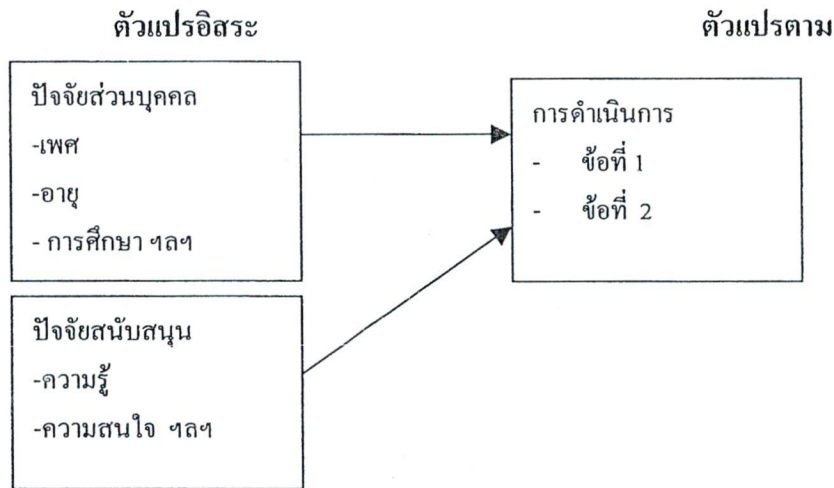 ตัวแปรอิสระ
ตัวแปรตาม
ปัจจัยส่วนบุคคล
-เพศ
-อายุ
- การศึกษา ฯลฯ
การดำเนินการ
- ข้อที่ 1
- ข้อที่ 2
ปัจจัยสนับสนุน
-ความรู้
-ความสนใจ ฯลฯ